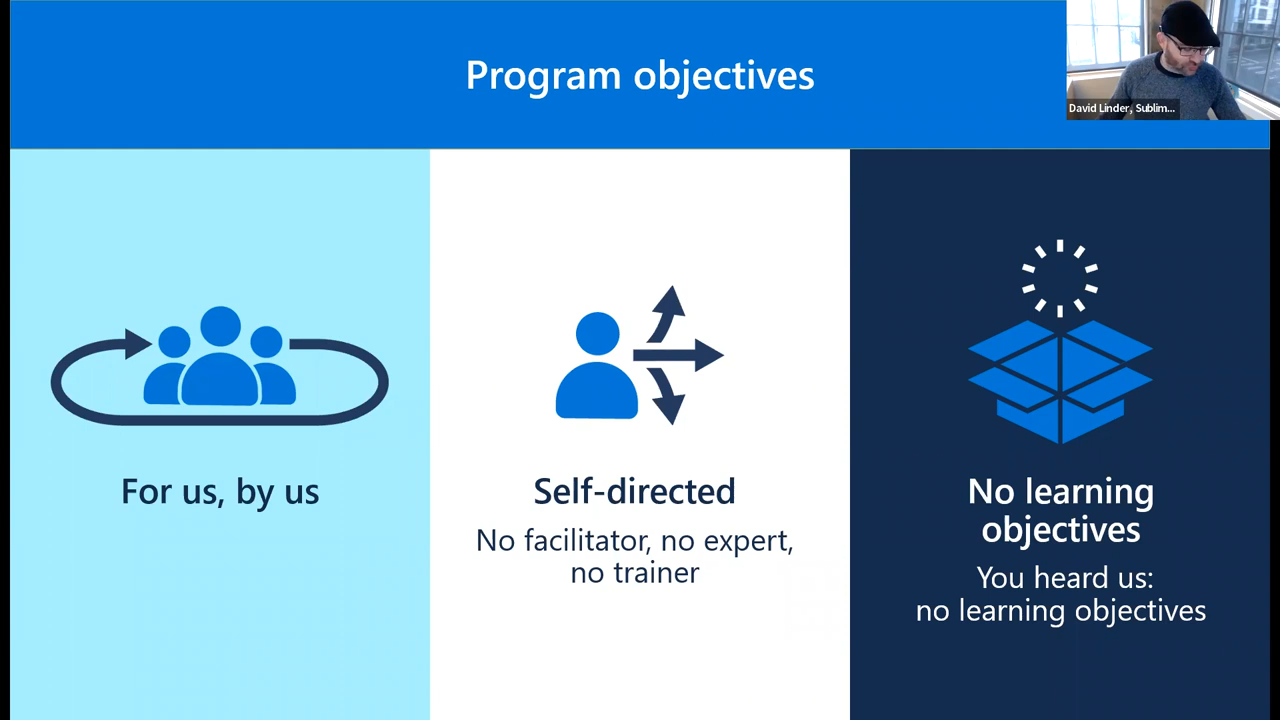 Program objectives
David Linder, Sublim...
For us, by us
Self-directed
No facilitator, no expert,
no trainer
No learning
objectives
You heard us:
no learning objectives